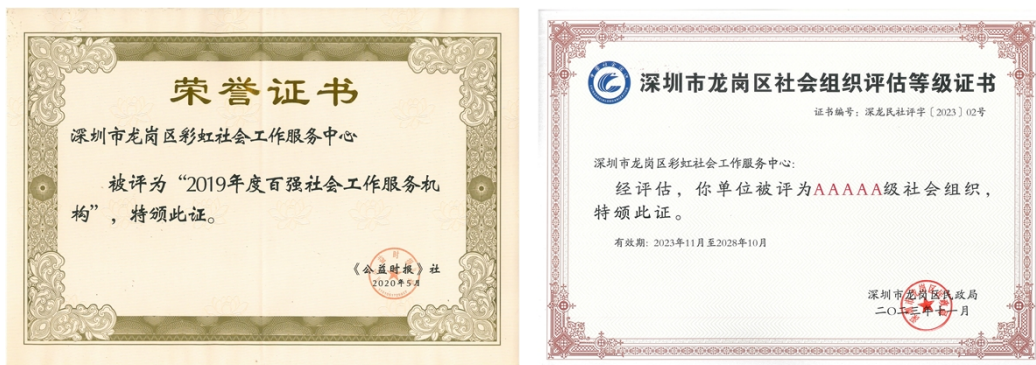 荣誉证书
深圳市龙岗区彩虹社会工作服务中心
被评为“2019年度百强社会工作服务机
构”，特颁此证。
《公益时报》社
2020年5月
深圳市龙岗区社会组织评估等级证书
证书编号：深龙民社评字〔2023〕02号
深圳市龙岗区彩虹社会工作服务中心:
经评估，你单位被评为AAAAA级社会组织，
特颁此证。
有效期: 2023年11月至2028年10月
深圳市龙岗区民政局
二〇二三年十一月